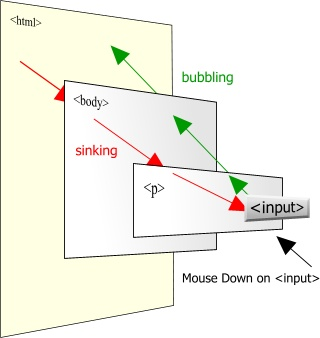 <html>
bubbling
<body>
sinking
<p>
<input>
Mouse Down on <input>